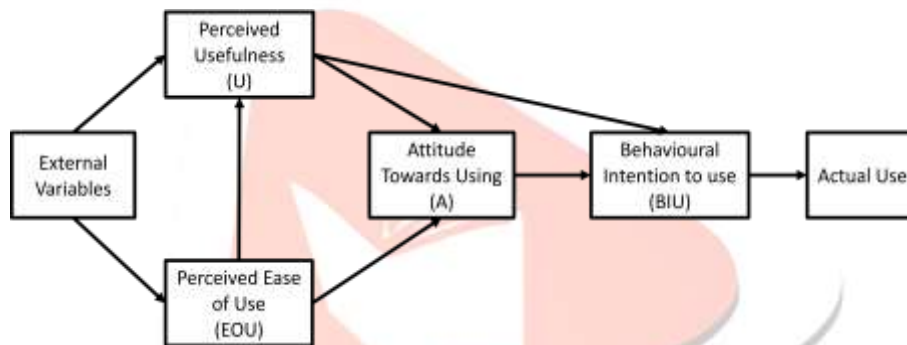 Perceived
Usefulness
(U)
External
Variables
Attitude
Towards Using
(A)
Behavioural
Intention to use
(BIU)
Actual Use
Perceived Ease
of Use
(EOU)